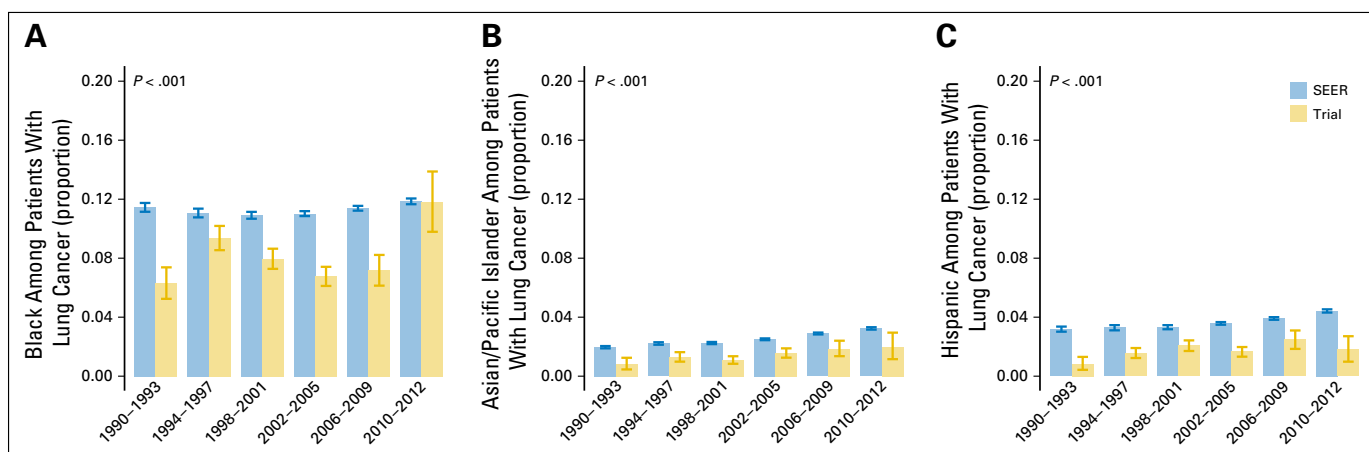 A
Black Among Patients With
Lung Cancer (proportion)
P < .001
0.20
0.16
0.12
0.08
0.04
0.00
1990–1993
1994–1997
1998–2001
2002–2005
2006–2009
2010–2012
B
Asian/Pacific Islander Among Patients
With Lung Cancer (proportion)
P < .001
0.20
0.16
0.12
0.08
0.04
0.00
1990–1993
1994–1997
1998–2001
2002–2005
2006–2009
2010–2012
C
Hispanic Among Patients With
Lung Cancer (proportion)
P < .001
0.20
0.16
0.12
0.08
0.04
0.00
1990–1993
1994–1997
1998–2001
2002–2005
2006–2009
2010–2012
SEER
Trial